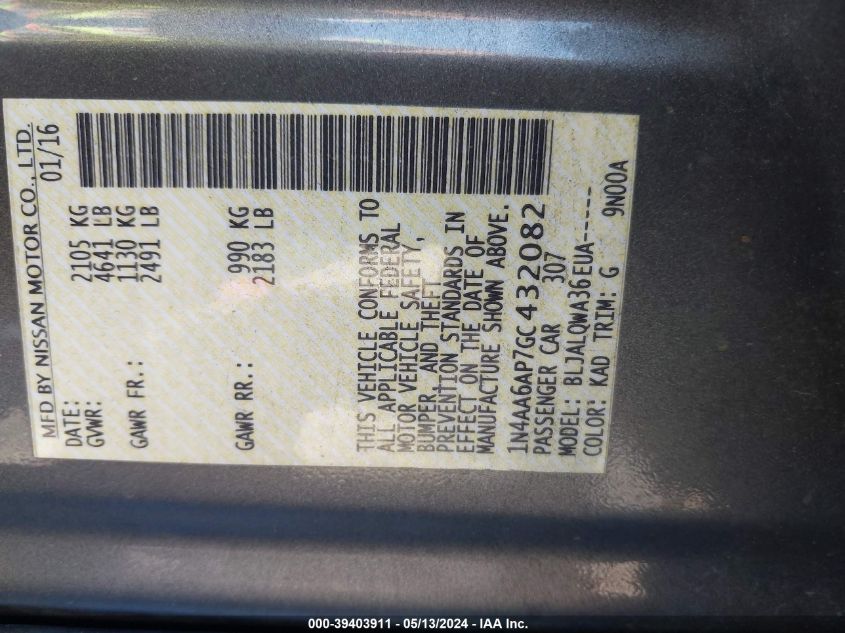 MFD BY NISSAN MOTOR CO., LTD.
DATE: 01/16
GVWR: 2105 KG
4641 LB
GAWR FR.: 1130 KG
2491 LB
GAWR RR.: 990 KG
2183 LB
THIS VEHICLE CONFORMS TO
ALL APPLICABLE FEDERAL
MOTOR VEHICLE SAFETY,
BUMPER, AND THEFT
PREVENTION STANDARDS IN
EFFECT ON THE DATE OF
MANUFACTURE SHOWN ABOVE.
1N4AA6AP7GC432082
PASSENGER CAR 307
MODEL: BLJALQWA36EUA-----
COLOR: KAD TRIM: G 9N00A
000-39403911 - 05/13/2024 - IAA Inc.